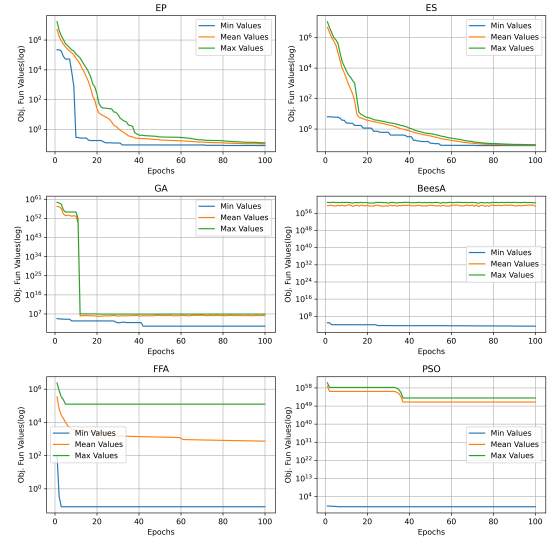 EP
Obj. Fun Values(log)
10^6
10^4
10^2
10^0
Min Values
Mean Values
Max Values
0 20 40 60 80 100
Epochs
ES
Obj. Fun Values(log)
10^6
10^4
10^2
10^0
Min Values
Mean Values
Max Values
0 20 40 60 80 100
Epochs
GA
Obj. Fun Values(log)
10^61
10^52
10^43
10^34
10^25
10^16
10^7
Min Values
Mean Values
Max Values
0 20 40 60 80 100
Epochs
BeesA
Obj. Fun Values(log)
10^56
10^48
10^40
10^32
10^24
10^16
10^8
Min Values
Mean Values
Max Values
0 20 40 60 80 100
Epochs
FFA
Obj. Fun Values(log)
10^6
10^4
10^2
10^0
Min Values
Mean Values
Max Values
0 20 40 60 80 100
Epochs
PSO
Obj. Fun Values(log)
10^58
10^49
10^40
10^31
10^22
10^13
10^4
Min Values
Mean Values
Max Values
0 20 40 60 80 100
Epochs